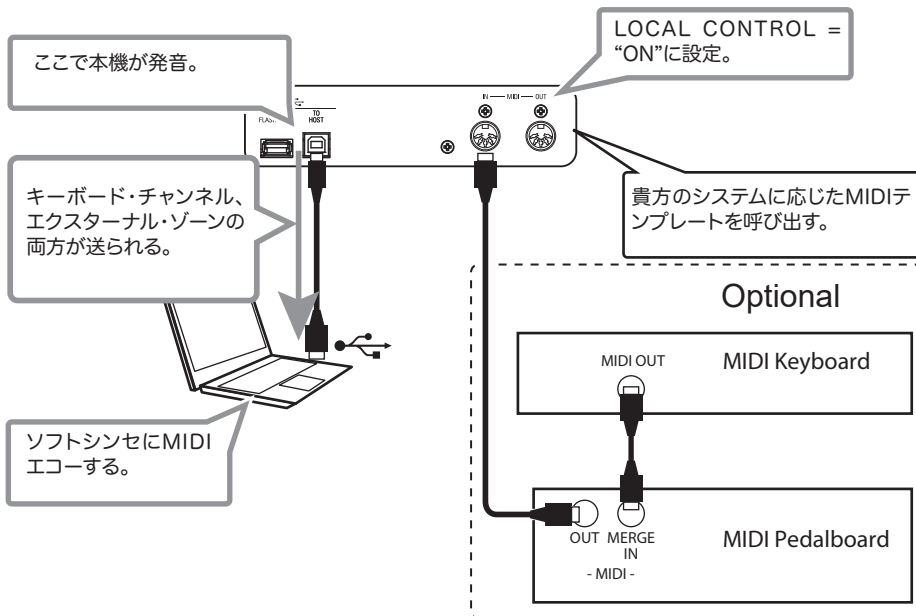 ここで本機が発音。
LOCAL CONTROL =
“ON”に設定。
IN — MIDI — OUT
TO
HOST
キーボード・チャンネル、
エクスターナル・ゾーンの
両方が送られる。
貴方のシステムに応じたMIDIテ
ンプレートを呼び出す。
Optional
MIDI OUT
MIDI Keyboard
ソフトシンセにMIDI
エコーする。
OUT
MERGE
IN
- MIDI -
MIDI Pedalboard